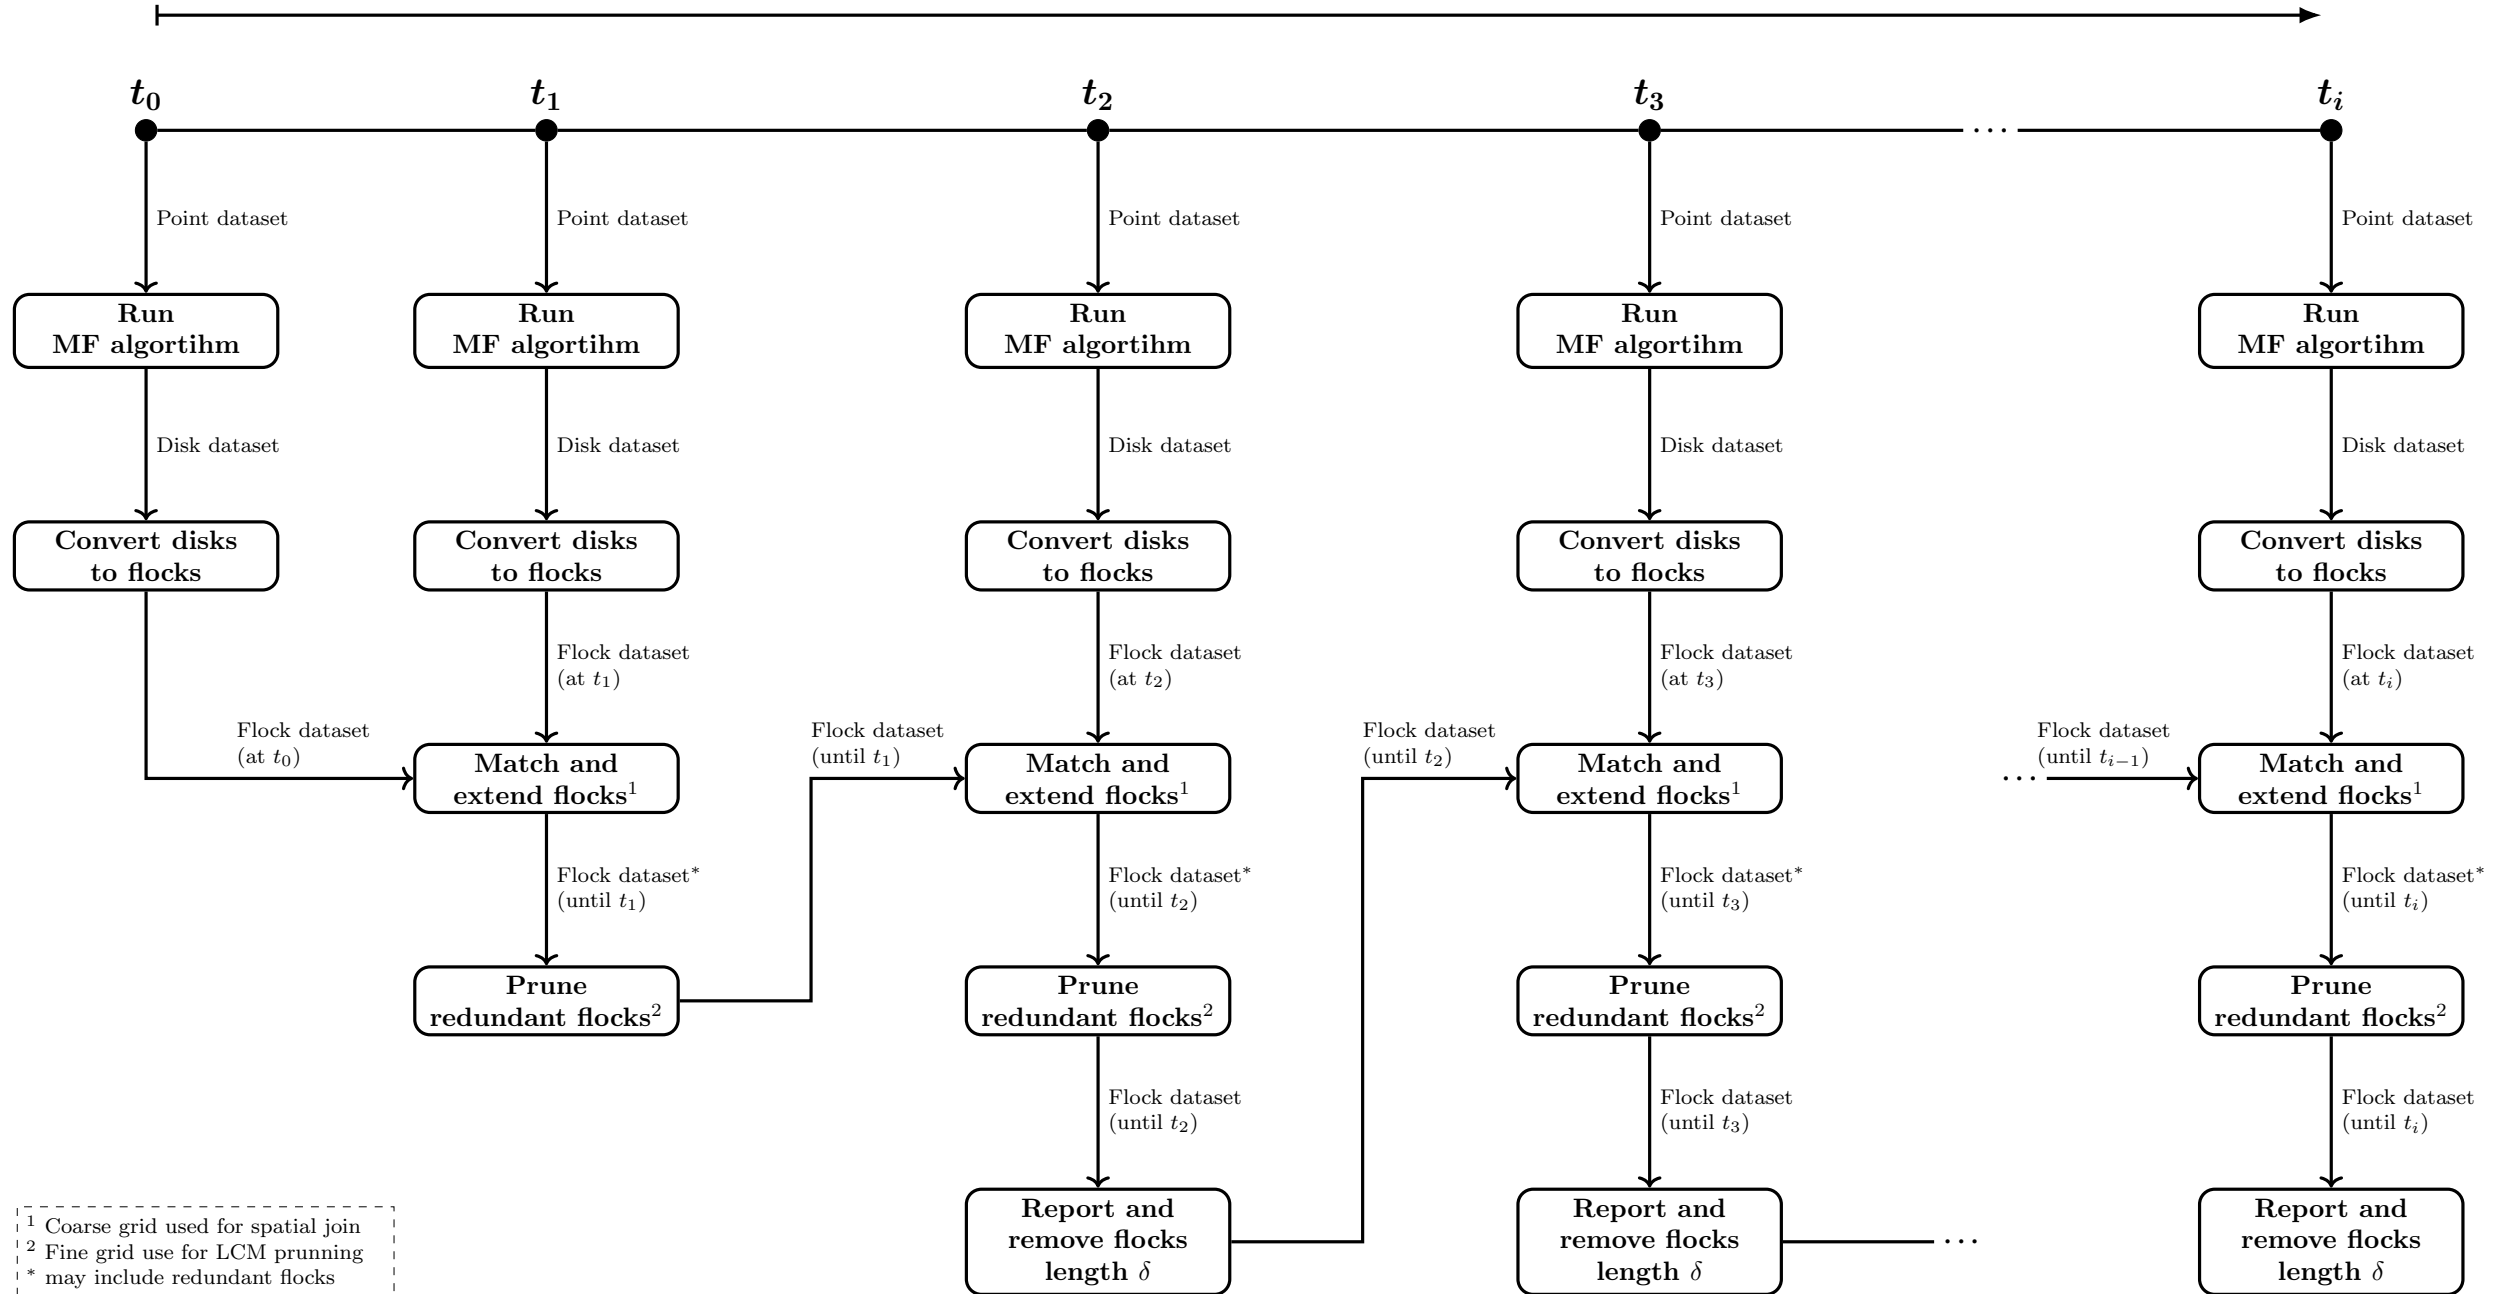 t₀
t₁
t₂
t₃
tᵢ
...
Point dataset
Point dataset
Point dataset
Point dataset
Point dataset
Run
MF algortihm
Run
MF algortihm
Run
MF algortihm
Run
MF algortihm
Run
MF algortihm
Disk dataset
Disk dataset
Disk dataset
Disk dataset
Disk dataset
Convert disks
to flocks
Convert disks
to flocks
Convert disks
to flocks
Convert disks
to flocks
Convert disks
to flocks
Flock dataset
(at t₁)
Flock dataset
(at t₂)
Flock dataset
(at t₃)
Flock dataset
(at tᵢ)
Flock dataset
(at t₀)
Flock dataset
(until t₁)
Flock dataset
(until t₂)
Flock dataset
(until tᵢ₋₁)
...
Match and
extend flocks¹
Match and
extend flocks¹
Match and
extend flocks¹
Match and
extend flocks¹
Flock dataset*
(until t₁)
Flock dataset*
(until t₂)
Flock dataset*
(until t₃)
Flock dataset*
(until tᵢ)
Prune
redundant flocks²
Prune
redundant flocks²
Prune
redundant flocks²
Prune
redundant flocks²
Flock dataset
(until t₂)
Flock dataset
(until t₃)
Flock dataset
(until tᵢ)
Report and
remove flocks
length δ
Report and
remove flocks
length δ
...
Report and
remove flocks
length δ
¹ Coarse grid used for spatial join
² Fine grid use for LCM prunning
* may include redundant flocks